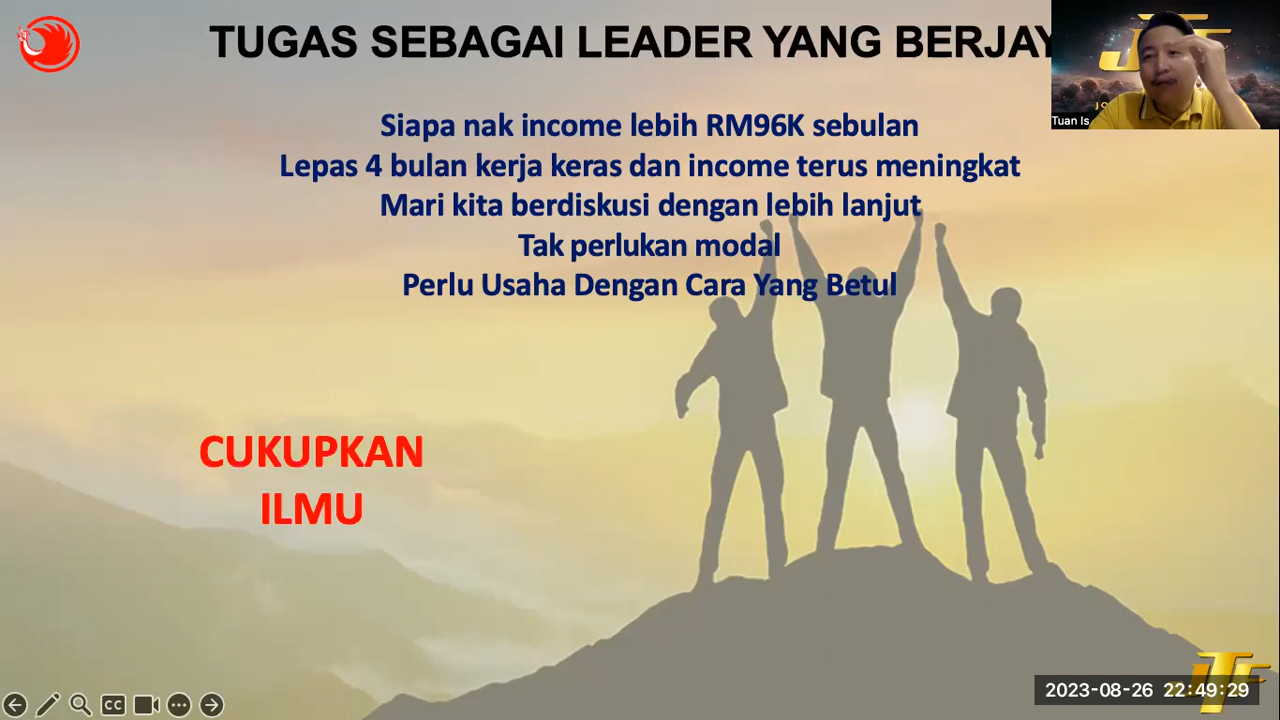 TUGAS SEBAGAI LEADER YANG BERJAY
Siapa nak income lebih RM96K sebulan
Lepas 4 bulan kerja keras dan income terus meningkat
Mari kita berdiskusi dengan lebih lanjut
Tak perlukan modal
Perlu Usaha Dengan Cara Yang Betul
CUKUPKAN
ILMU
Tuan Is
CC
2023-08-26 22:49:29